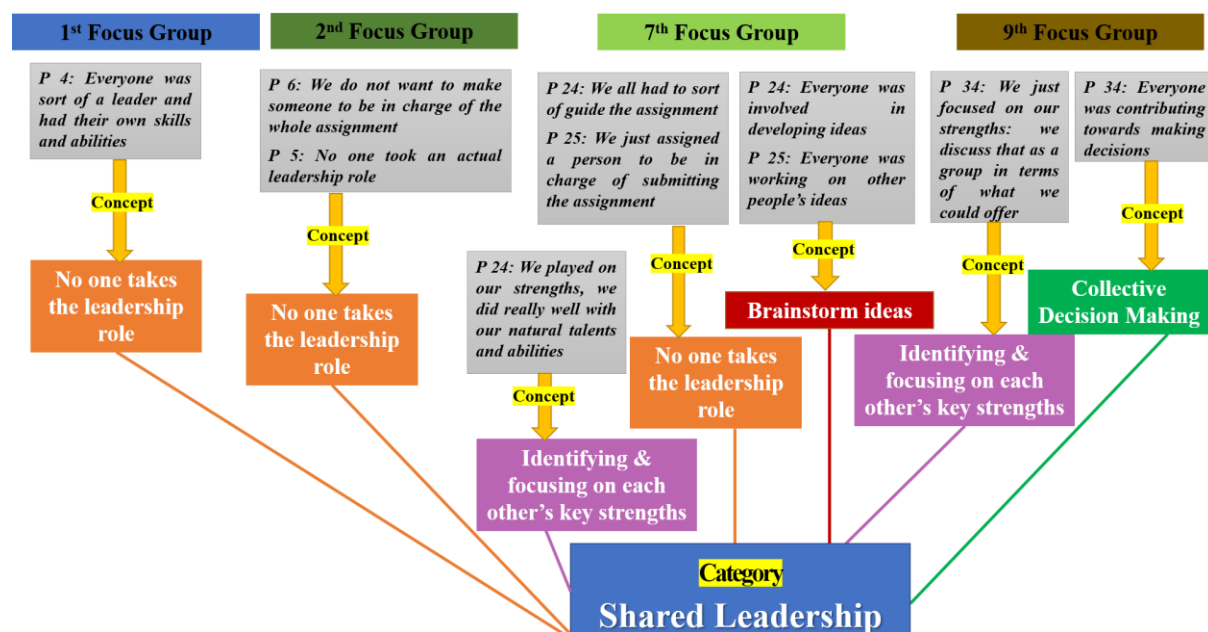 1st Focus Group
2nd Focus Group
7th Focus Group
9th Focus Group
P 4: Everyone was
sort of a leader and
had their own skills
and abilities
Concept
No one takes
the leadership
role
P 6: We do not want to make
someone to be in charge of the
whole assignment
P 5: No one took an actual
leadership role
Concept
No one takes
the leadership
role
P 24: We played on
our strengths, we
did really well with
our natural talents
and abilities
Concept
Identifying &
focusing on each
other's key strengths
P 24: We all had to sort
of guide the assignment
P 25: We just assigned
a person to be in
charge of submitting
the assignment
Concept
No one takes
the leadership
role
P 24: Everyone was
involved in
developing ideas
P 25: Everyone was
working on other
people's ideas
Concept
Brainstorm ideas
P 34: We just
focused on our
strengths: we
discuss that as a
group in terms
of what we
could offer
Concept
Identifying &
focusing on each
other's key strengths
P 34: Everyone
was contributing
towards making
decisions
Concept
Collective
Decision Making
Category
Shared Leadership